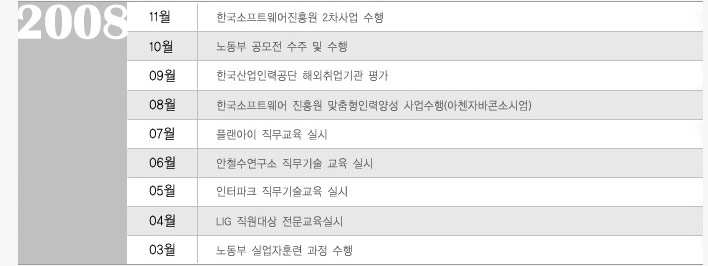 2008
11월 한국소프트웨어진흥원 2차사업 수행
10월 노동부 공모전 수주 및 수행
09월 한국산업인력공단 해외취업기관 평가
08월 한국소프트웨어 진흥원 맞춤형인력양성 사업수행(아첸자바콘소시엄)
07월 플랜아이 직무교육 실시
06월 안철수연구소 직무기술 교육 실시
05월 인터파크 직무기술교육 실시
04월 LIG 직원대상 전문교육실시
03월 노동부 실업자훈련 과정 수행